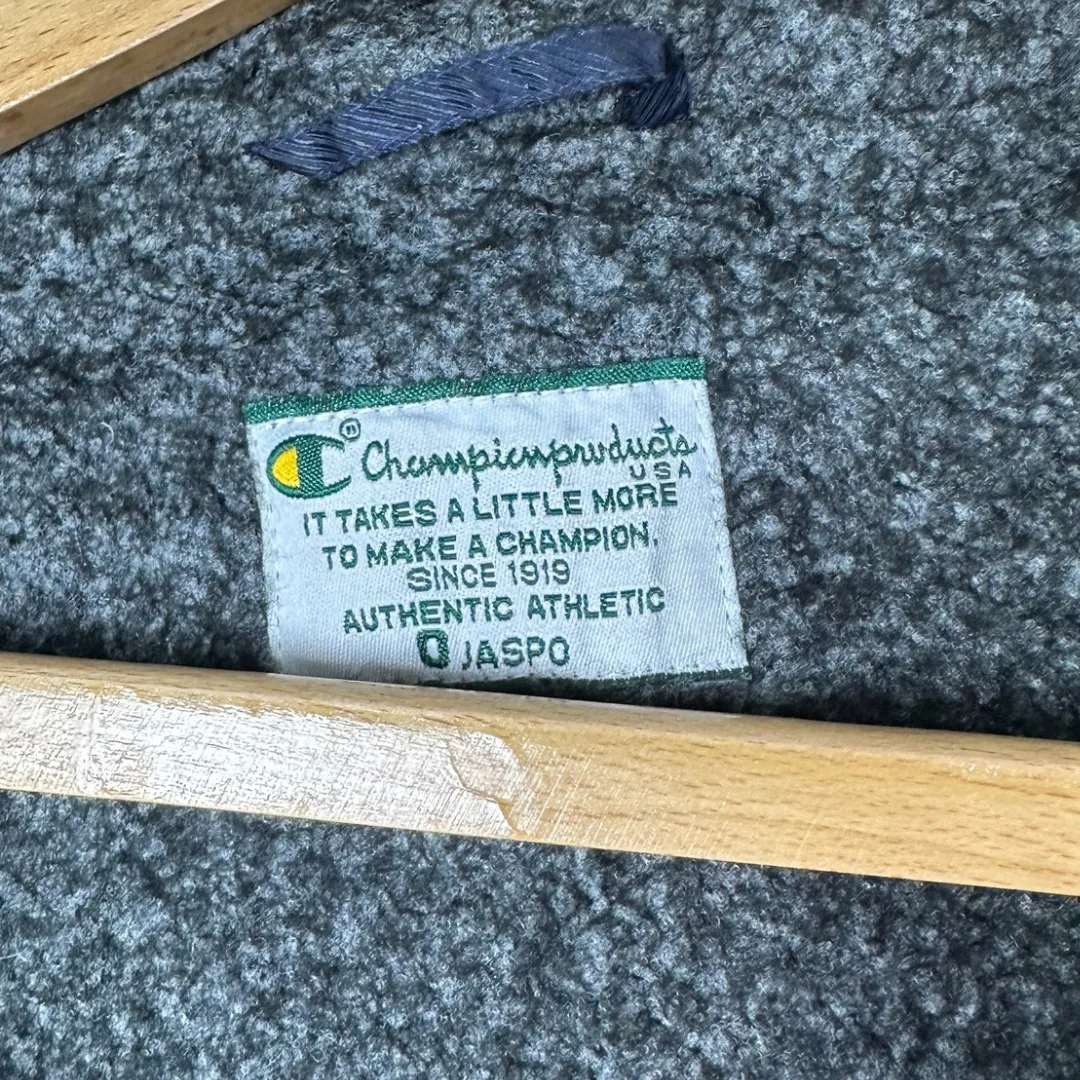 C® Championproducts
USA
IT TAKES A LITTLE MORE
TO MAKE A CHAMPION.
SINCE 1919
AUTHENTIC ATHLETIC
O JASPO